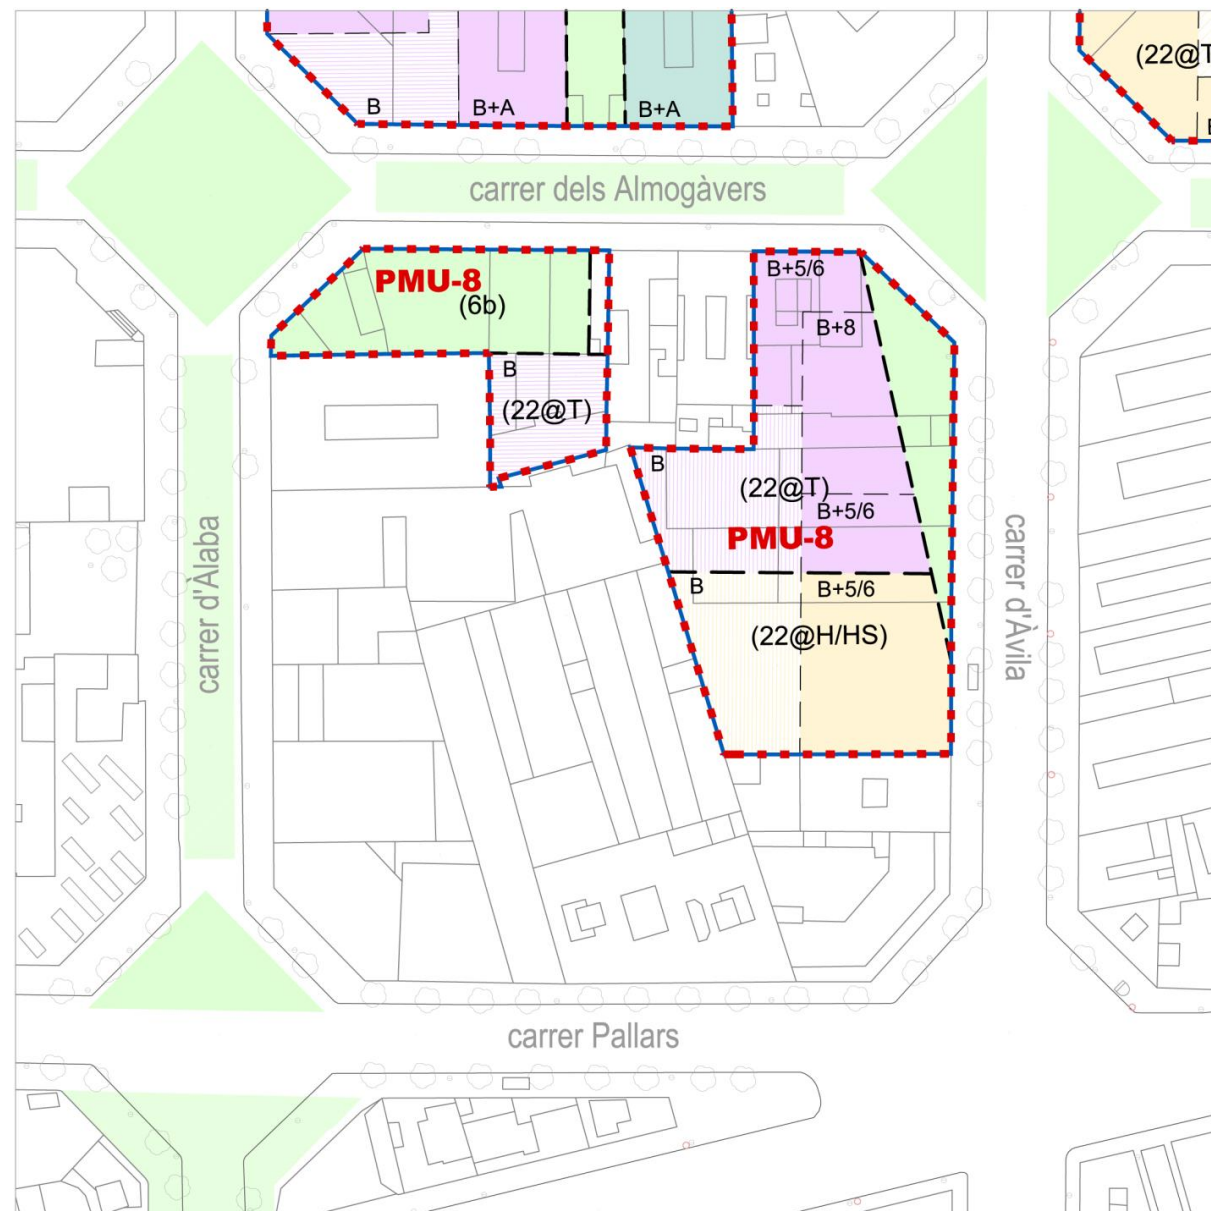 (22@T
B
B+A
B+A
carrer dels Almogàvers
PMU-8
(6b)
B+5/6
B+8
B
(22@T)
B
(22@T)
B+5/6
PMU-8
B
B+5/6
(22@H/HS)
carrer d'Àlaba
carrer d'Àvila
carrer Pallars